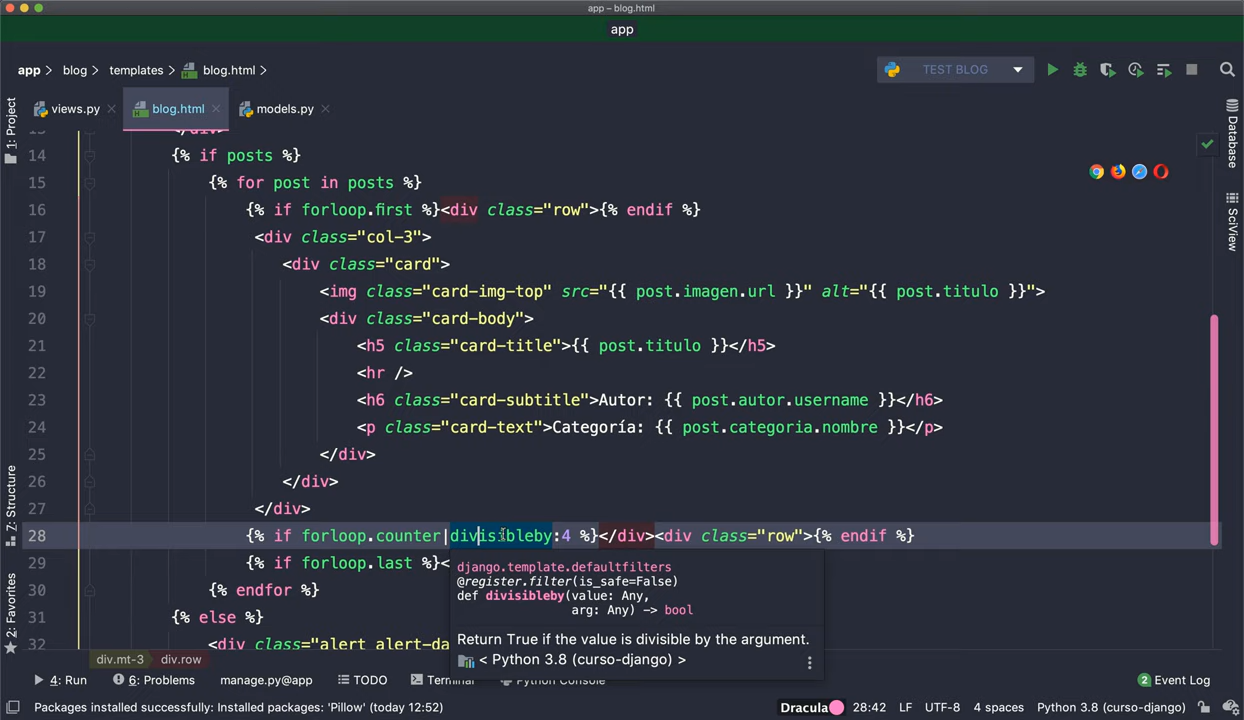 app – blog.html
app
app
blog
templates
blog.html
TEST BLOG
views.py
blog.html
models.py
1: Project
7: Structure
2: Favorites
Database
SciView
14 {% if posts %}
15 {% for post in posts %}
16 {% if forloop.first %}<div class="row">{% endif %}
17 <div class="col-3">
18 <div class="card">
19 <img class="card-img-top" src="{{ post.imagen.url }}" alt="{{ post.titulo }}">
20 <div class="card-body">
21 <h5 class="card-title">{{ post.titulo }}</h5>
22 <hr />
23 <h6 class="card-subtitle">Autor: {{ post.autor.username }}</h6>
24 <p class="card-text">Categoría: {{ post.categoria.nombre }}</p>
25 </div>
26 </div>
27 </div>
28 {% if forloop.counter|divisibleby:4 %}</div><div class="row">{% endif %}
29 {% if forloop.last %}<
30 {% endfor %}
31 {% else %}
32 <div class="alert alert-da
django.template.defaultfilters
@register.filter(is_safe=False)
def divisibleby(value: Any,
arg: Any) -> bool
Return True if the value is divisible by the argument.
< Python 3.8 (curso-django) >
div.mt-3
div.row
4: Run
6: Problems
manage.py@app
TODO
Terminal
Python Console
2 Event Log
Packages installed successfully: Installed packages: 'Pillow' (today 12:52)
Dracula
28:42
LF
UTF-8
4 spaces
Python 3.8 (curso-django)